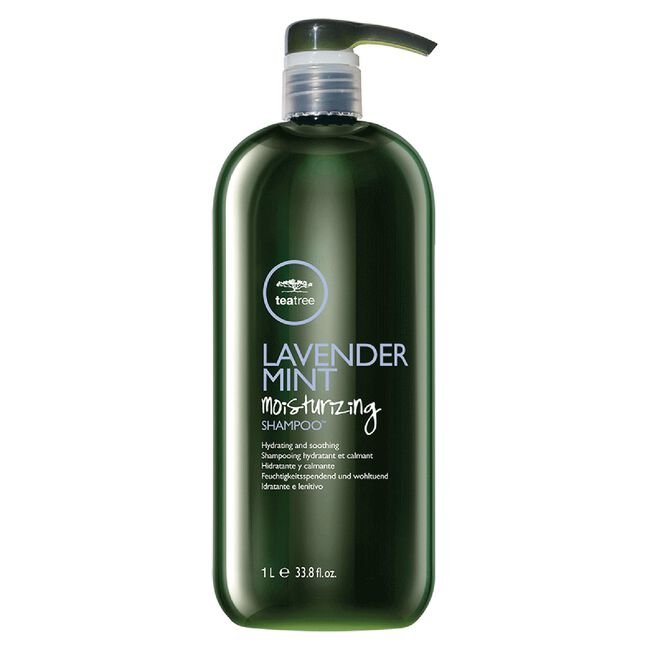 teatree
LAVENDER
MINT
moisturizing
SHAMPOO™
Hydrating and soothing
Shampooing hydratant et calmant
Hidratante y calmante
Feuchtigkeitsspendend und wohltuend
Idratante e lenitivo
1 L ℮ 33.8 fl. oz.